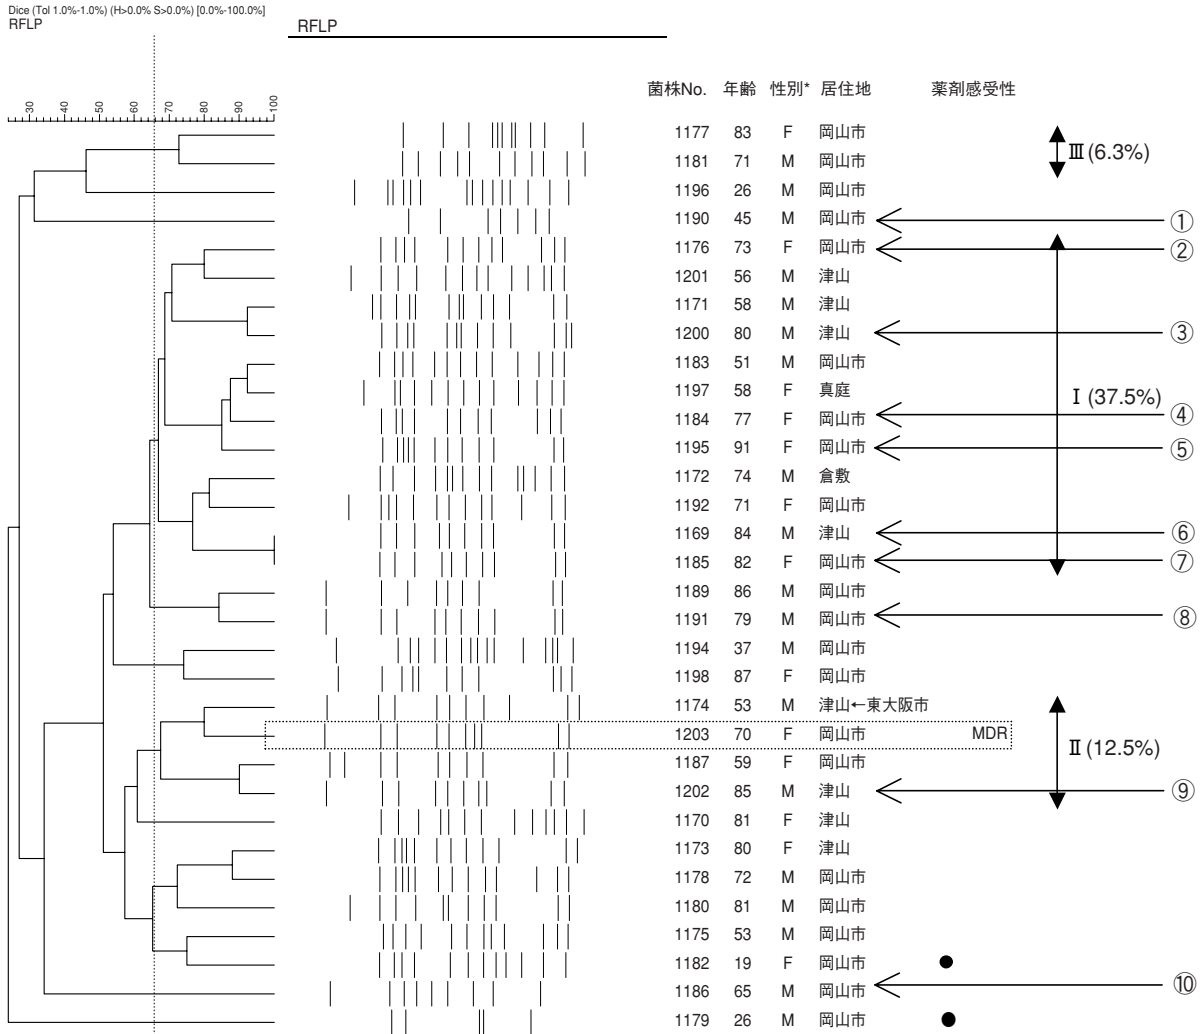 Dice (Tol 1.0%-1.0%) (H>0.0% S>0.0%) [0.0%-100.0%]
RFLP
RFLP
30 40 50 60 70 80 90 100
菌株No. 年齢 性別* 居住地 薬剤感受性
1177 83 F 岡山市
1181 71 M 岡山市
Ⅲ (6.3%)
1196 26 M 岡山市
1190 45 M 岡山市 ①
1176 73 F 岡山市 ②
1201 56 M 津山
1171 58 M 津山
1200 80 M 津山 ③
1183 51 M 岡山市
1197 58 F 真庭
Ⅰ (37.5%)
1184 77 F 岡山市 ④
1195 91 F 岡山市 ⑤
1172 74 M 倉敷
1192 71 F 岡山市
1169 84 M 津山 ⑥
1185 82 F 岡山市 ⑦
1189 86 M 岡山市
1191 79 M 岡山市 ⑧
1194 37 M 岡山市
1198 87 F 岡山市
1174 53 M 津山←東大阪市
1203 70 F 岡山市 MDR
Ⅱ (12.5%)
1187 59 F 岡山市
1202 85 M 津山 ⑨
1170 81 F 津山
1173 80 F 津山
1178 72 M 岡山市
1180 81 M 岡山市
1175 53 M 岡山市
1182 19 F 岡山市 ●
1186 65 M 岡山市 ⑩
1179 26 M 岡山市 ●